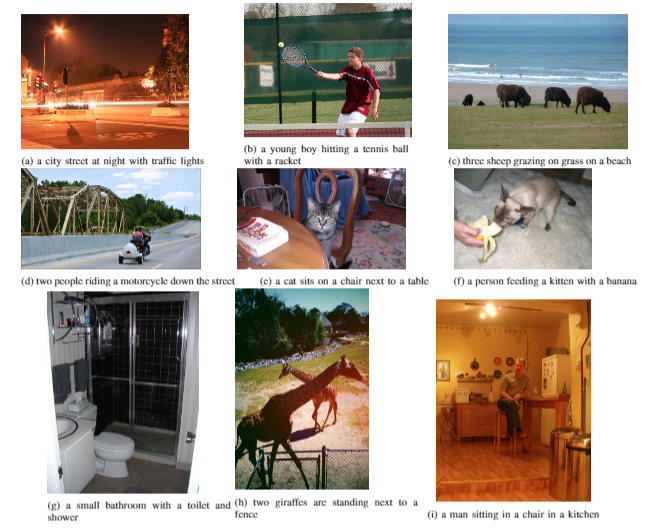 (a) a city street at night with traffic lights
(b) a young boy hitting a tennis ball
with a racket
(c) three sheep grazing on grass on a beach
(d) two people riding a motorcycle down the street
(e) a cat sits on a chair next to a table
(f) a person feeding a kitten with a banana
(g) a small bathroom with a toilet and
shower
(h) two giraffes are standing next to a
fence
(i) a man sitting in a chair in a kitchen